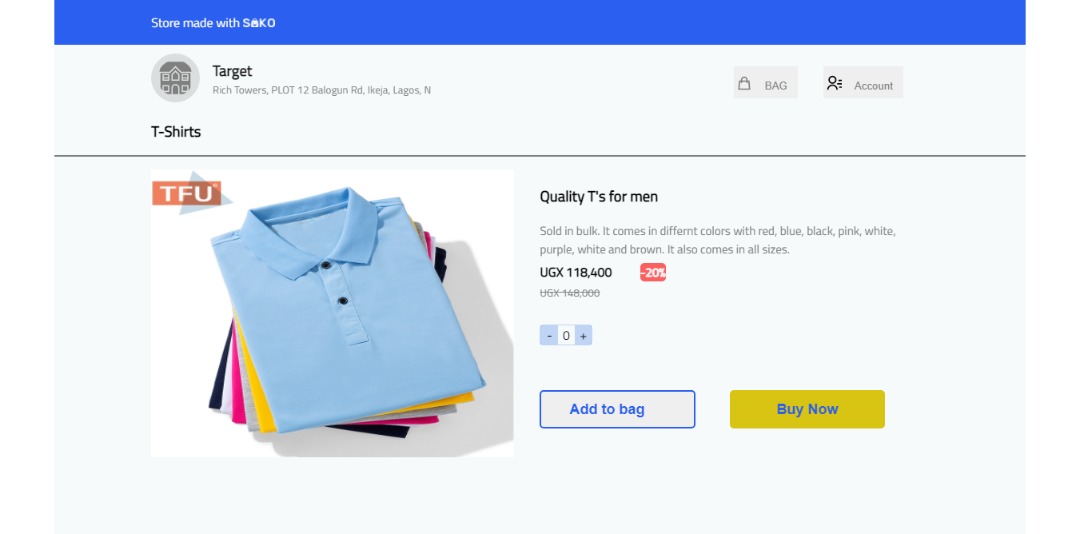 Store made with SOKO
Target
Rich Towers, PLOT 12 Balogun Rd, Ikeja, Lagos, N
BAG
Account
T-Shirts
TFU
Quality T's for men
Sold in bulk. It comes in differnt colors with red, blue, black, pink, white,
purple, white and brown. It also comes in all sizes.
UGX 118,400 -20%
UGX 148,000
- 0 +
Add to bag
Buy Now